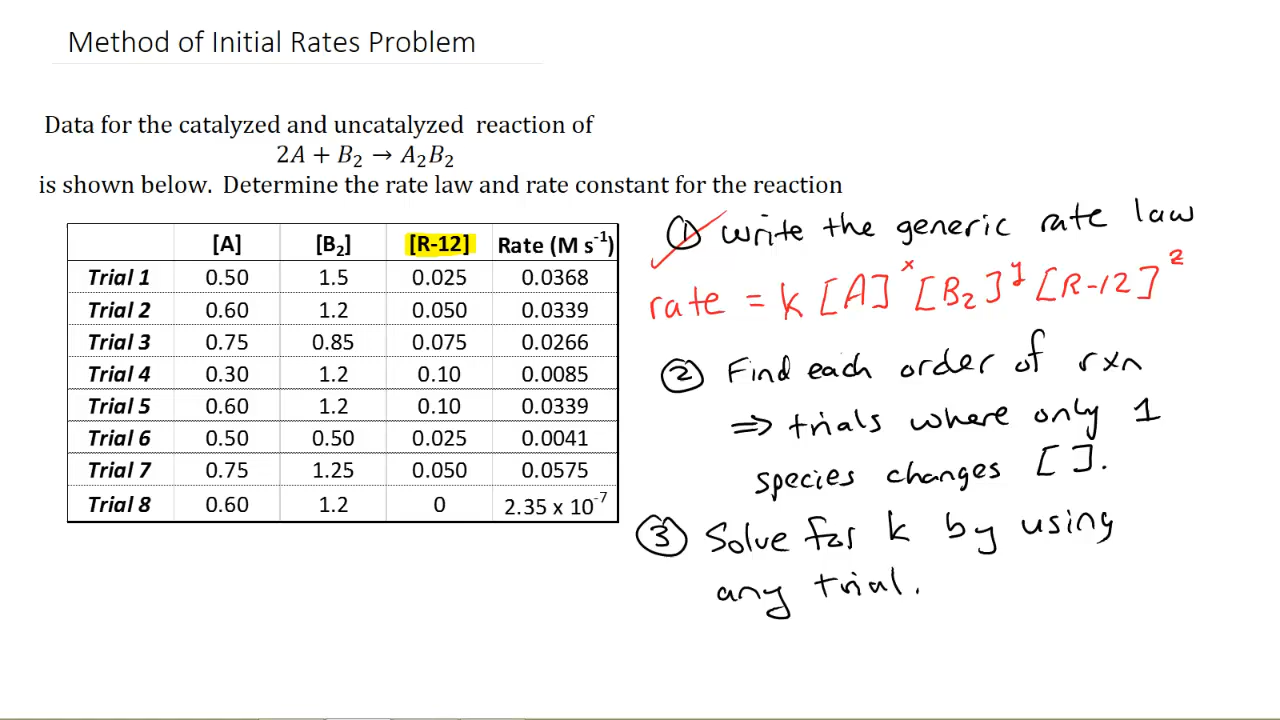 Method of Initial Rates Problem
Data for the catalyzed and uncatalyzed reaction of
2A + B₂ → A₂B₂
is shown below. Determine the rate law and rate constant for the reaction
[A] [B₂] [R-12] Rate (M s⁻¹)
Trial 1 0.50 1.5 0.025 0.0368
Trial 2 0.60 1.2 0.050 0.0339
Trial 3 0.75 0.85 0.075 0.0266
Trial 4 0.30 1.2 0.10 0.0085
Trial 5 0.60 1.2 0.10 0.0339
Trial 6 0.50 0.50 0.025 0.0041
Trial 7 0.75 1.25 0.050 0.0575
Trial 8 0.60 1.2 0 2.35 x 10⁻⁷
① Write the generic rate law
rate = k [A]ˣ [B₂]ʸ [R-12]ᶻ
② Find each order of rxn
⇒ trials where only 1
species changes [ ].
③ Solve for k by using
any trial.